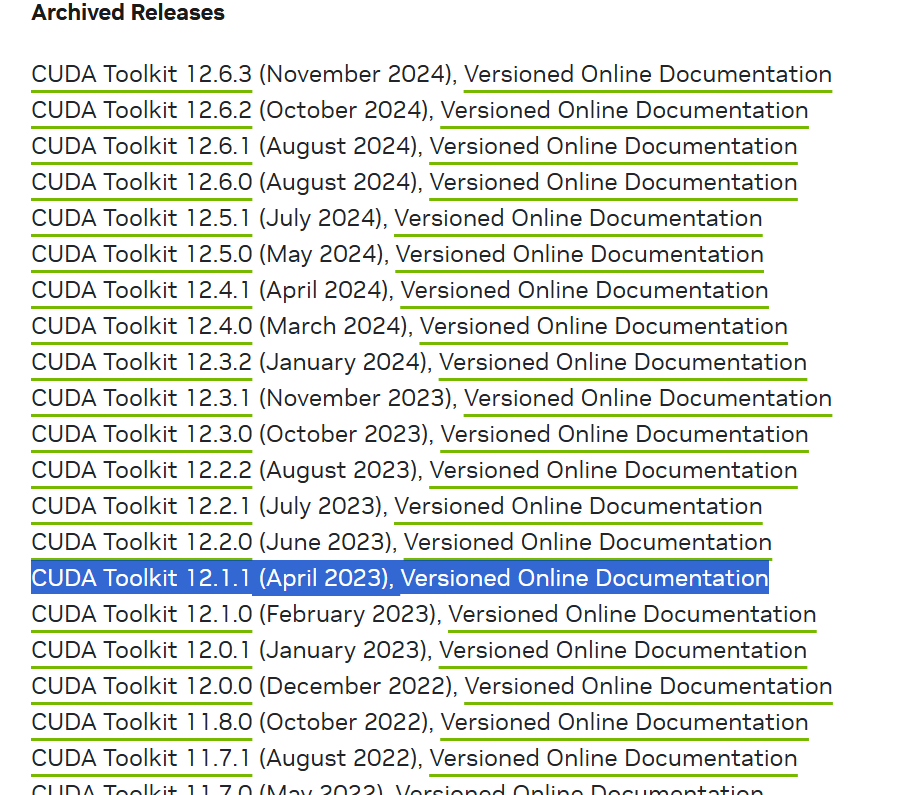 Archived Releases
CUDA Toolkit 12.6.3 (November 2024), Versioned Online Documentation
CUDA Toolkit 12.6.2 (October 2024), Versioned Online Documentation
CUDA Toolkit 12.6.1 (August 2024), Versioned Online Documentation
CUDA Toolkit 12.6.0 (August 2024), Versioned Online Documentation
CUDA Toolkit 12.5.1 (July 2024), Versioned Online Documentation
CUDA Toolkit 12.5.0 (May 2024), Versioned Online Documentation
CUDA Toolkit 12.4.1 (April 2024), Versioned Online Documentation
CUDA Toolkit 12.4.0 (March 2024), Versioned Online Documentation
CUDA Toolkit 12.3.2 (January 2024), Versioned Online Documentation
CUDA Toolkit 12.3.1 (November 2023), Versioned Online Documentation
CUDA Toolkit 12.3.0 (October 2023), Versioned Online Documentation
CUDA Toolkit 12.2.2 (August 2023), Versioned Online Documentation
CUDA Toolkit 12.2.1 (July 2023), Versioned Online Documentation
CUDA Toolkit 12.2.0 (June 2023), Versioned Online Documentation
CUDA Toolkit 12.1.1 (April 2023), Versioned Online Documentation
CUDA Toolkit 12.1.0 (February 2023), Versioned Online Documentation
CUDA Toolkit 12.0.1 (January 2023), Versioned Online Documentation
CUDA Toolkit 12.0.0 (December 2022), Versioned Online Documentation
CUDA Toolkit 11.8.0 (October 2022), Versioned Online Documentation
CUDA Toolkit 11.7.1 (August 2022), Versioned Online Documentation
CUDA Toolkit 11.7.0 (May 2022), Versioned Online Documentation